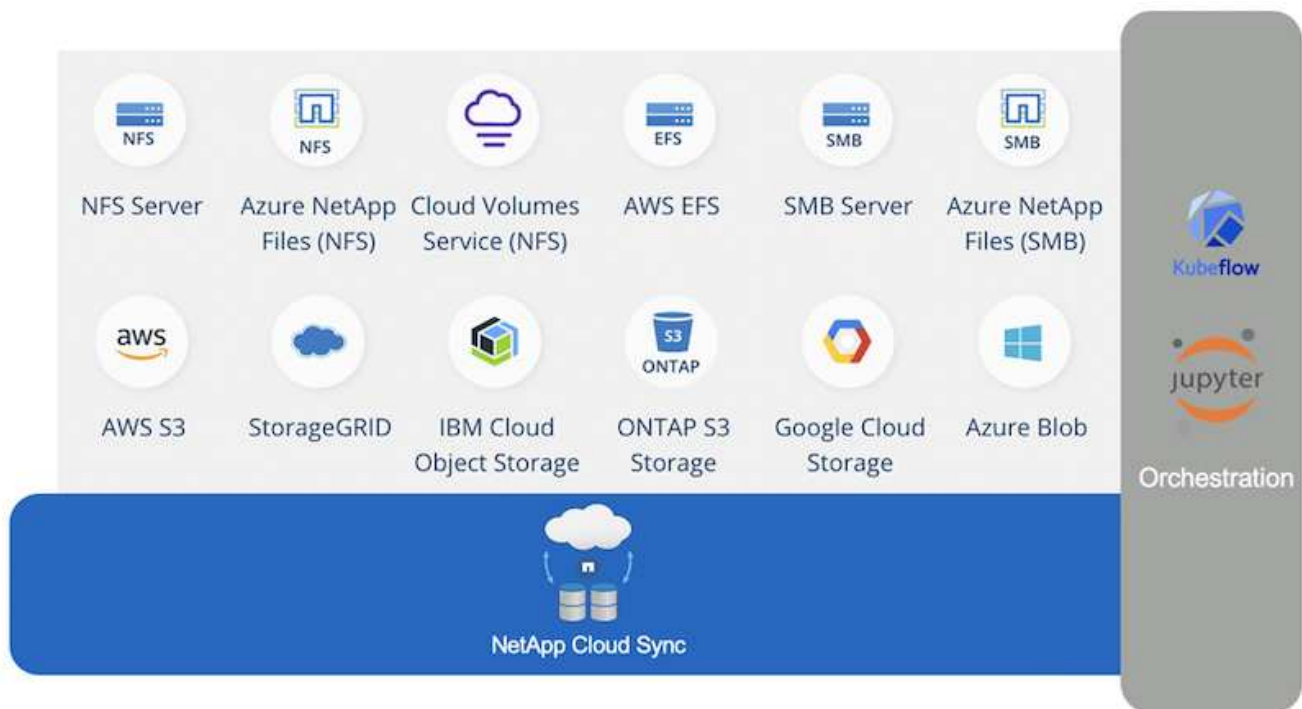 NFS
NFS
EFS
SMB
SMB
NFS Server
Azure NetApp
Files (NFS)
Cloud Volumes
Service (NFS)
AWS EFS
SMB Server
Azure NetApp
Files (SMB)
aws
S3
ONTAP
AWS S3
StorageGRID
IBM Cloud
Object Storage
ONTAP S3
Storage
Google Cloud
Storage
Azure Blob
NetApp Cloud Sync
Kubeflow
jupyter
Orchestration